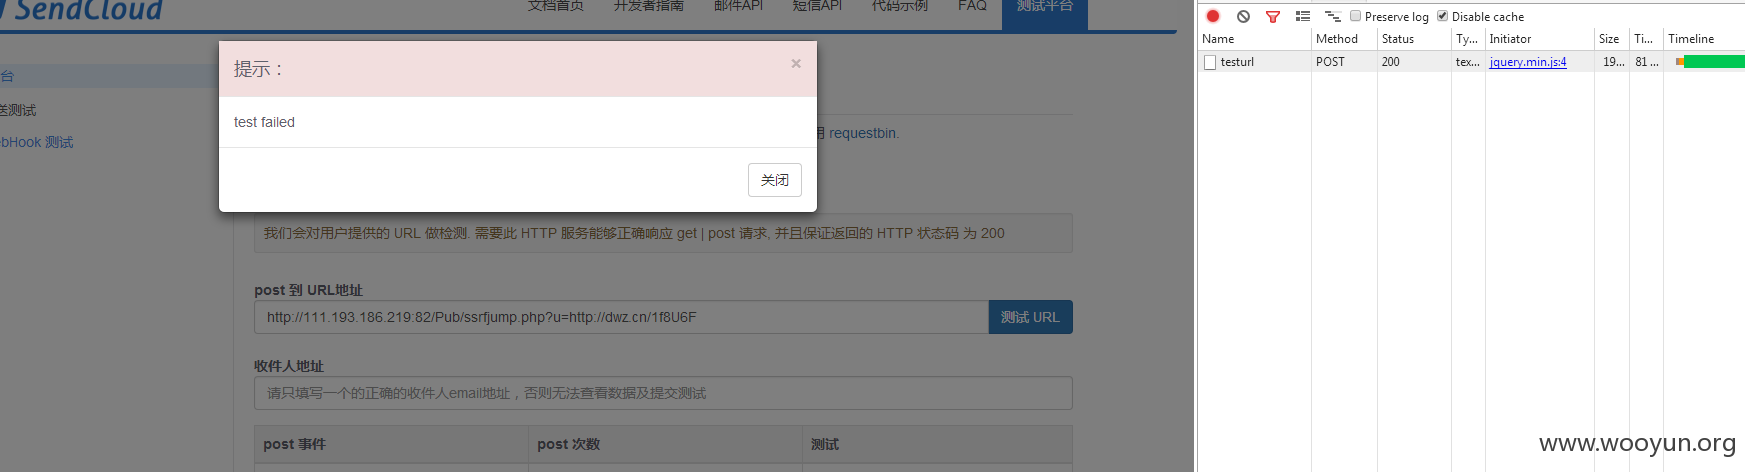 SendCloud
文档首页 开发者指南 邮件API 短信API 代码示例 FAQ 测试平台
台
送测试
ebHook 测试
提示：
×
test failed
关闭
用 requestbin.
我们会对用户提供的 URL 做检测. 需要此 HTTP 服务能够正确响应 get | post 请求, 并且保证返回的 HTTP 状态码 为 200
post 到 URL地址
http://111.193.186.219:82/Pub/ssrfjump.php?u=http://dwz.cn/1f8U6F 测试 URL
收件人地址
请只填写一个的正确的收件人email地址，否则无法查看数据及提交测试
post 事件 post 次数 测试
Preserve log Disable cache
Name Method Status Ty... Initiator Size Ti... Timeline
testurl POST 200 tex... jquery.min.js:4 19... 81 ...
www.wooyun.org